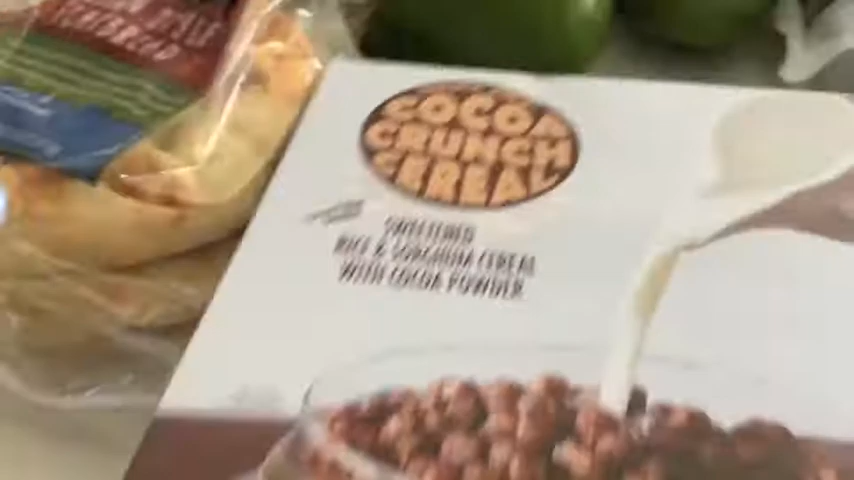 COCOA
CRUNCH
CEREAL
SWEETENED
RICE & SORGHUM CEREAL
WITH COCOA POWDER